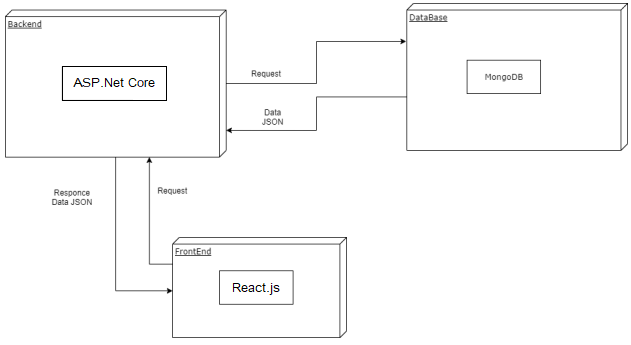 Backend
ASP.Net Core
DataBase
MongoDB
Request
Data
JSON
Responce
Data JSON
Request
FrontEnd
React.js